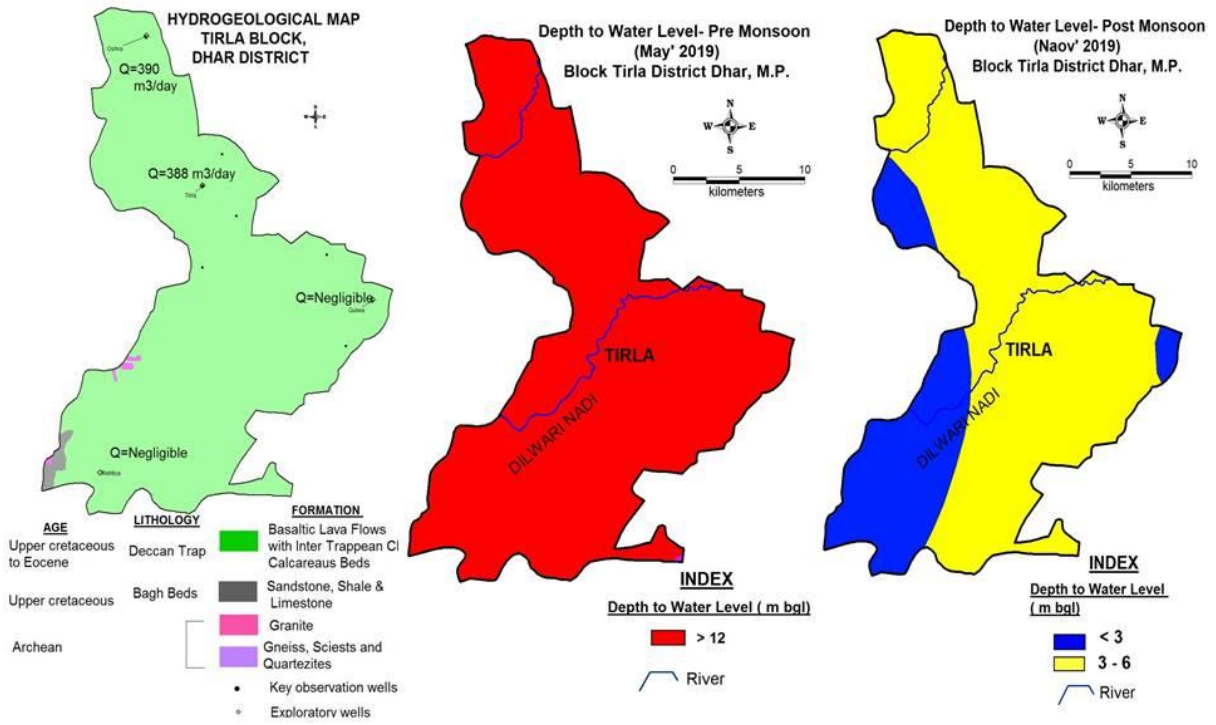 HYDROGEOLOGICAL MAP
TIRLA BLOCK,
DHAR DISTRICT
Q=390
m3/day
Q=388 m3/day
Tirla
Q=Negligible
Q=Negligible
AGE
LITHOLOGY
FORMATION
Upper cretaceous
to Eocene
Deccan Trap
Basaltic Lava Flows
with Inter Trappean Cl
Calcareus Beds
Upper cretaceous
Bagh Beds
Sandstone, Shale &
Limestone
Archean
Granite
Gneiss, Sciests and
Quartezites
Key observation wells
Exploratory wells
Depth to Water Level- Pre Monsoon
(May' 2019)
Block Tirla District Dhar, M.P.
N
W E
S
0 5 10
kilometers
TIRLA
DILWARI NADI
INDEX
Depth to Water Level ( m bgl)
> 12
River
Depth to Water Level- Post Monsoon
(Naov' 2019)
Block Tirla District Dhar, M.P.
N
W E
S
0 5 10
kilometers
TIRLA
DILWARI NADI
INDEX
Depth to Water Level
( m bgl)
< 3
3 - 6
River